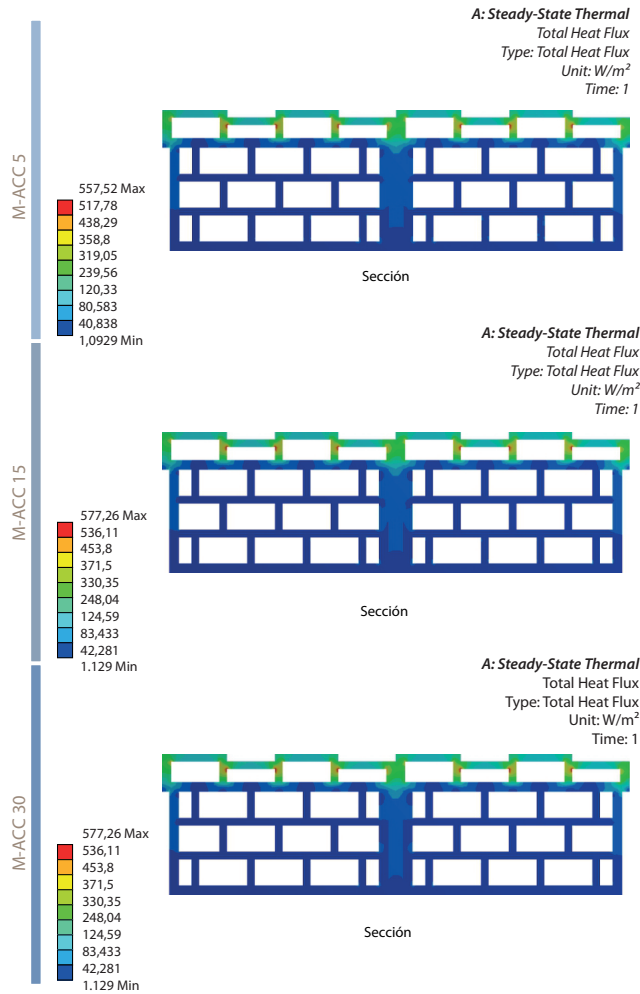 A: Steady-State Thermal
Total Heat Flux
Type: Total Heat Flux
Unit: W/m²
Time: 1
M-ACC 5
557,52 Max
517,78
438,29
358,8
319,05
239,56
120,33
80,583
40,838
1,0929 Min
Sección
A: Steady-State Thermal
Total Heat Flux
Type: Total Heat Flux
Unit: W/m²
Time: 1
M-ACC 15
577,26 Max
536,11
453,8
371,5
330,35
248,04
124,59
83,433
42,281
1.129 Min
Sección
A: Steady-State Thermal
Total Heat Flux
Type: Total Heat Flux
Unit: W/m²
Time: 1
M-ACC 30
577,26 Max
536,11
453,8
371,5
330,35
248,04
124,59
83,433
42,281
1.129 Min
Sección